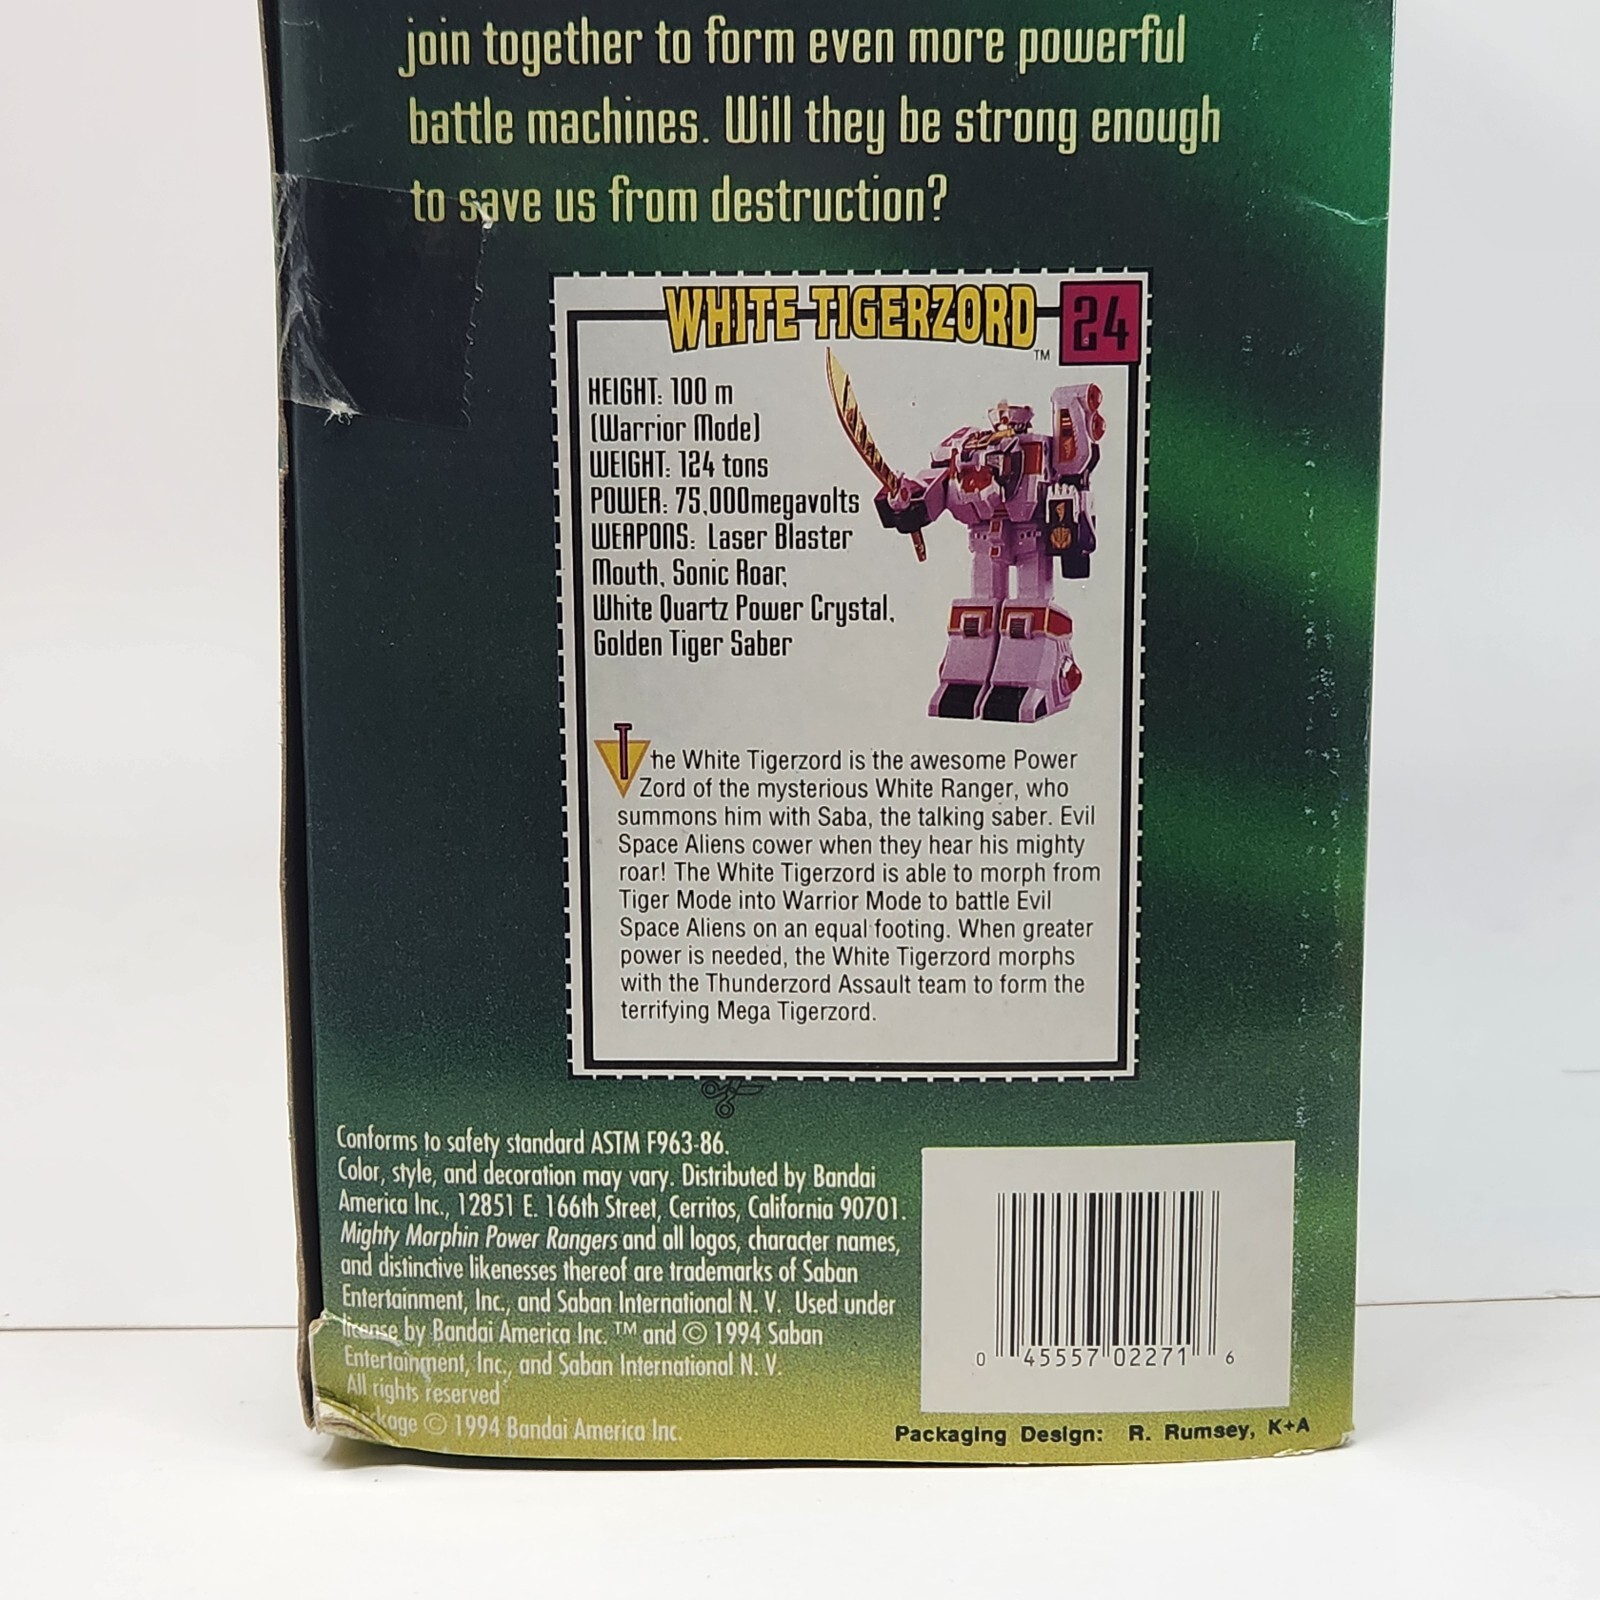 join together to form even more powerful
battle machines. Will they be strong enough
to save us from destruction?
WHITE TIGERZORD™ 24
HEIGHT: 100 m
(Warrior Mode)
WEIGHT: 124 tons
POWER: 75,000megavolts
WEAPONS: Laser Blaster
Mouth, Sonic Roar,
White Quartz Power Crystal,
Golden Tiger Saber
The White Tigerzord is the awesome Power
Zord of the mysterious White Ranger, who
summons him with Saba, the talking saber. Evil
Space Aliens cower when they hear his mighty
roar! The White Tigerzord is able to morph from
Tiger Mode into Warrior Mode to battle Evil
Space Aliens on an equal footing. When greater
power is needed, the White Tigerzord morphs
with the Thunderzord Assault team to form the
terrifying Mega Tigerzord.
Conforms to safety standard ASTM F963-86.
Color, style, and decoration may vary. Distributed by Bandai
America Inc., 12851 E. 166th Street, Cerritos, California 90701.
Mighty Morphin Power Rangers and all logos, character names,
and distinctive likenesses thereof are trademarks of Saban
Entertainment, Inc., and Saban International N. V. Used under
license by Bandai America Inc. ™ and © 1994 Saban
Entertainment, Inc., and Saban International N. V.
All rights reserved
Package © 1994 Bandai America Inc.
0 45557 02271 6
Packaging Design: R. Rumsey, K+A